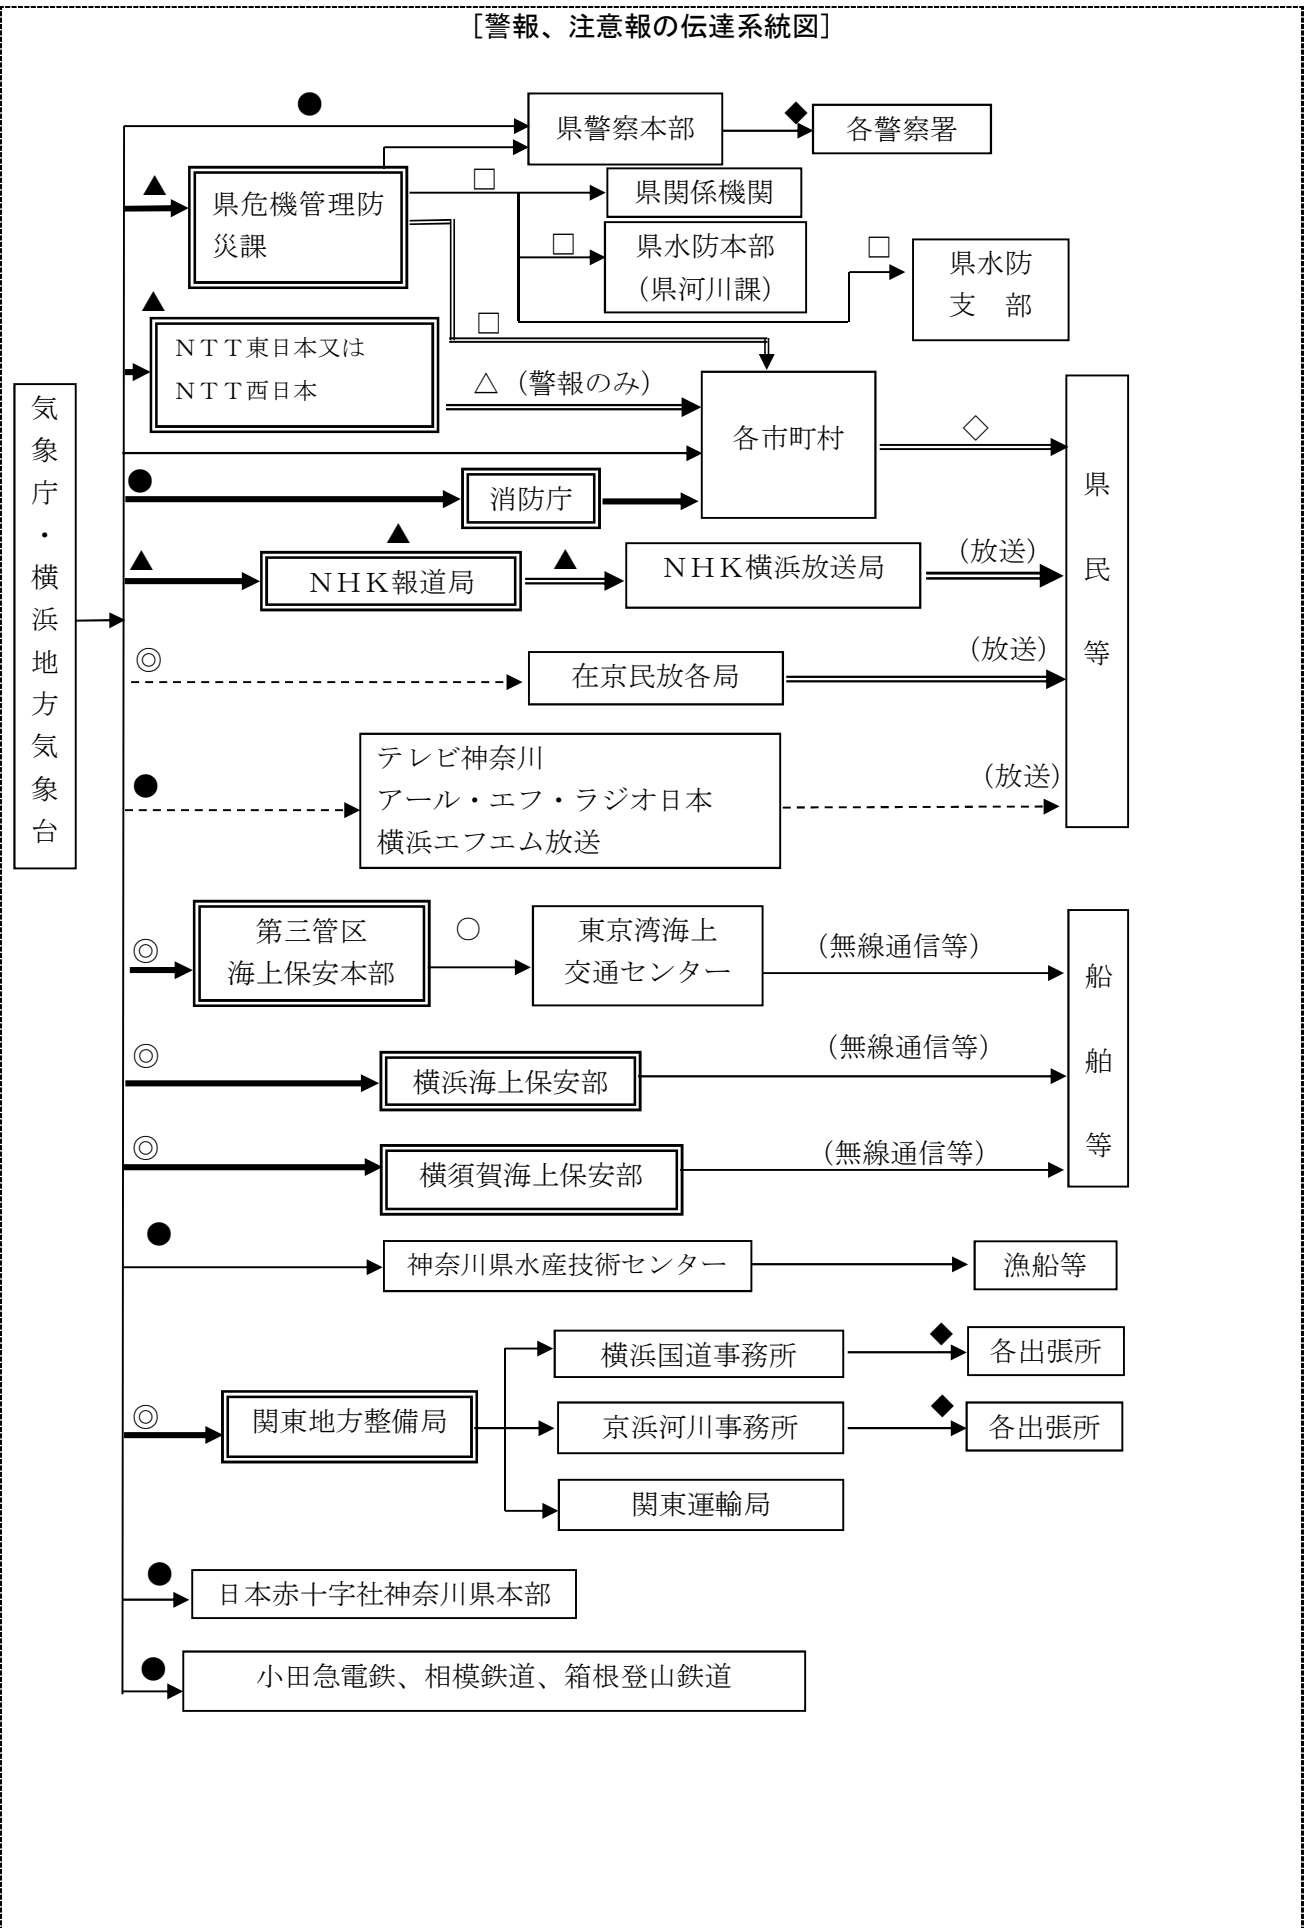 ［警報、注意報の伝達系統図］
●
県警察本部
◆
各警察署
▲
県危機管理防
災課
□
県関係機関
□
県水防本部
（県河川課）
□
県水防
支　部
▲
ＮＴＴ東日本又は
ＮＴＴ西日本
□
△（警報のみ）
各市町村
◇
気象庁・横浜地方気象台
県民等
●
消防庁
▲
▲
ＮＨＫ報道局
▲
ＮＨＫ横浜放送局
（放送）
◎
在京民放各局
（放送）
●
テレビ神奈川
アール・エフ・ラジオ日本
横浜エフエム放送
（放送）
◎
第三管区
海上保安本部
○
東京湾海上
交通センター
（無線通信等）
船舶等
◎
横浜海上保安部
（無線通信等）
◎
横須賀海上保安部
（無線通信等）
●
神奈川県水産技術センター
漁船等
◎
関東地方整備局
横浜国道事務所
◆
各出張所
京浜河川事務所
◆
各出張所
関東運輸局
●
日本赤十字社神奈川県本部
●
小田急電鉄、相模鉄道、箱根登山鉄道